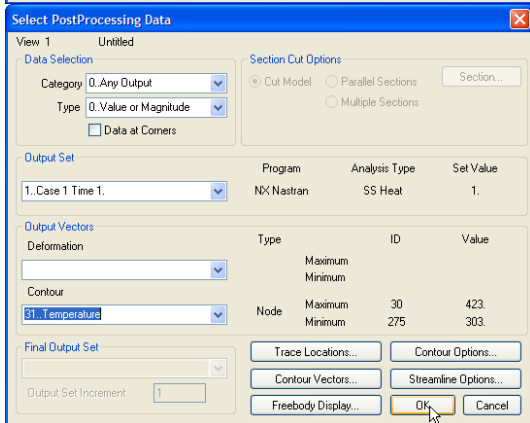 Select PostProcessing Data
View 1 Untitled
Data Selection
Category 0..Any Output
Type 0..Value or Magnitude
Data at Corners
Section Cut Options
Cut Model Parallel Sections Section...
Multiple Sections
Output Set
Program Analysis Type Set Value
1..Case 1 Time 1. NX Nastran SS Heat 1.
Output Vectors
Deformation Type ID Value
Maximum
Minimum
Contour
31..Temperature Node Maximum 30 423.
Minimum 275 303.
Final Output Set
Output Set Increment 1
Trace Locations... Contour Options...
Contour Vectors... Streamline Options...
Freebody Display... OK Cancel